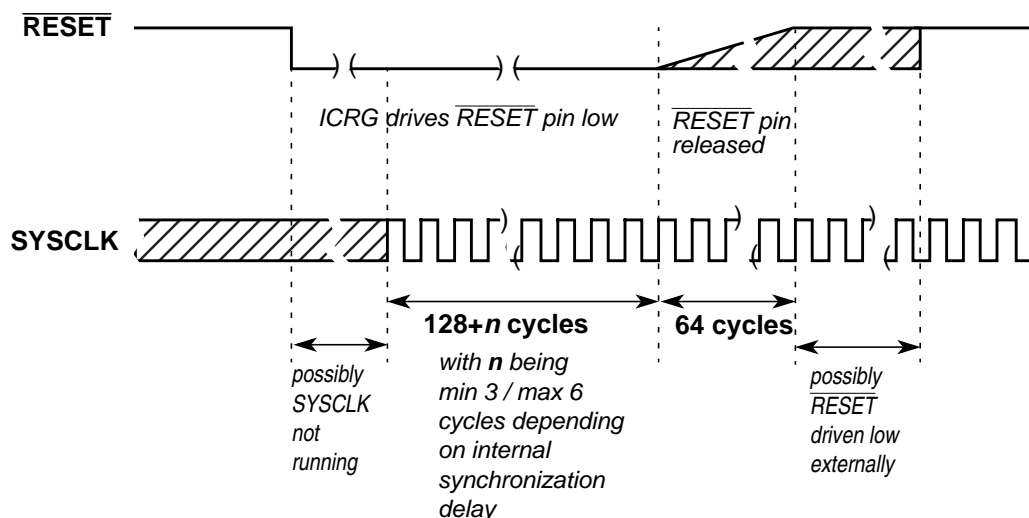 RESET
ICRG drives RESET pin low
RESET pin
released
SYSCLK
128+n cycles
with n being
min 3 / max 6
cycles depending
on internal
synchronization
delay
64 cycles
possibly
SYSCLK
not
running
possibly
RESET
driven low
externally